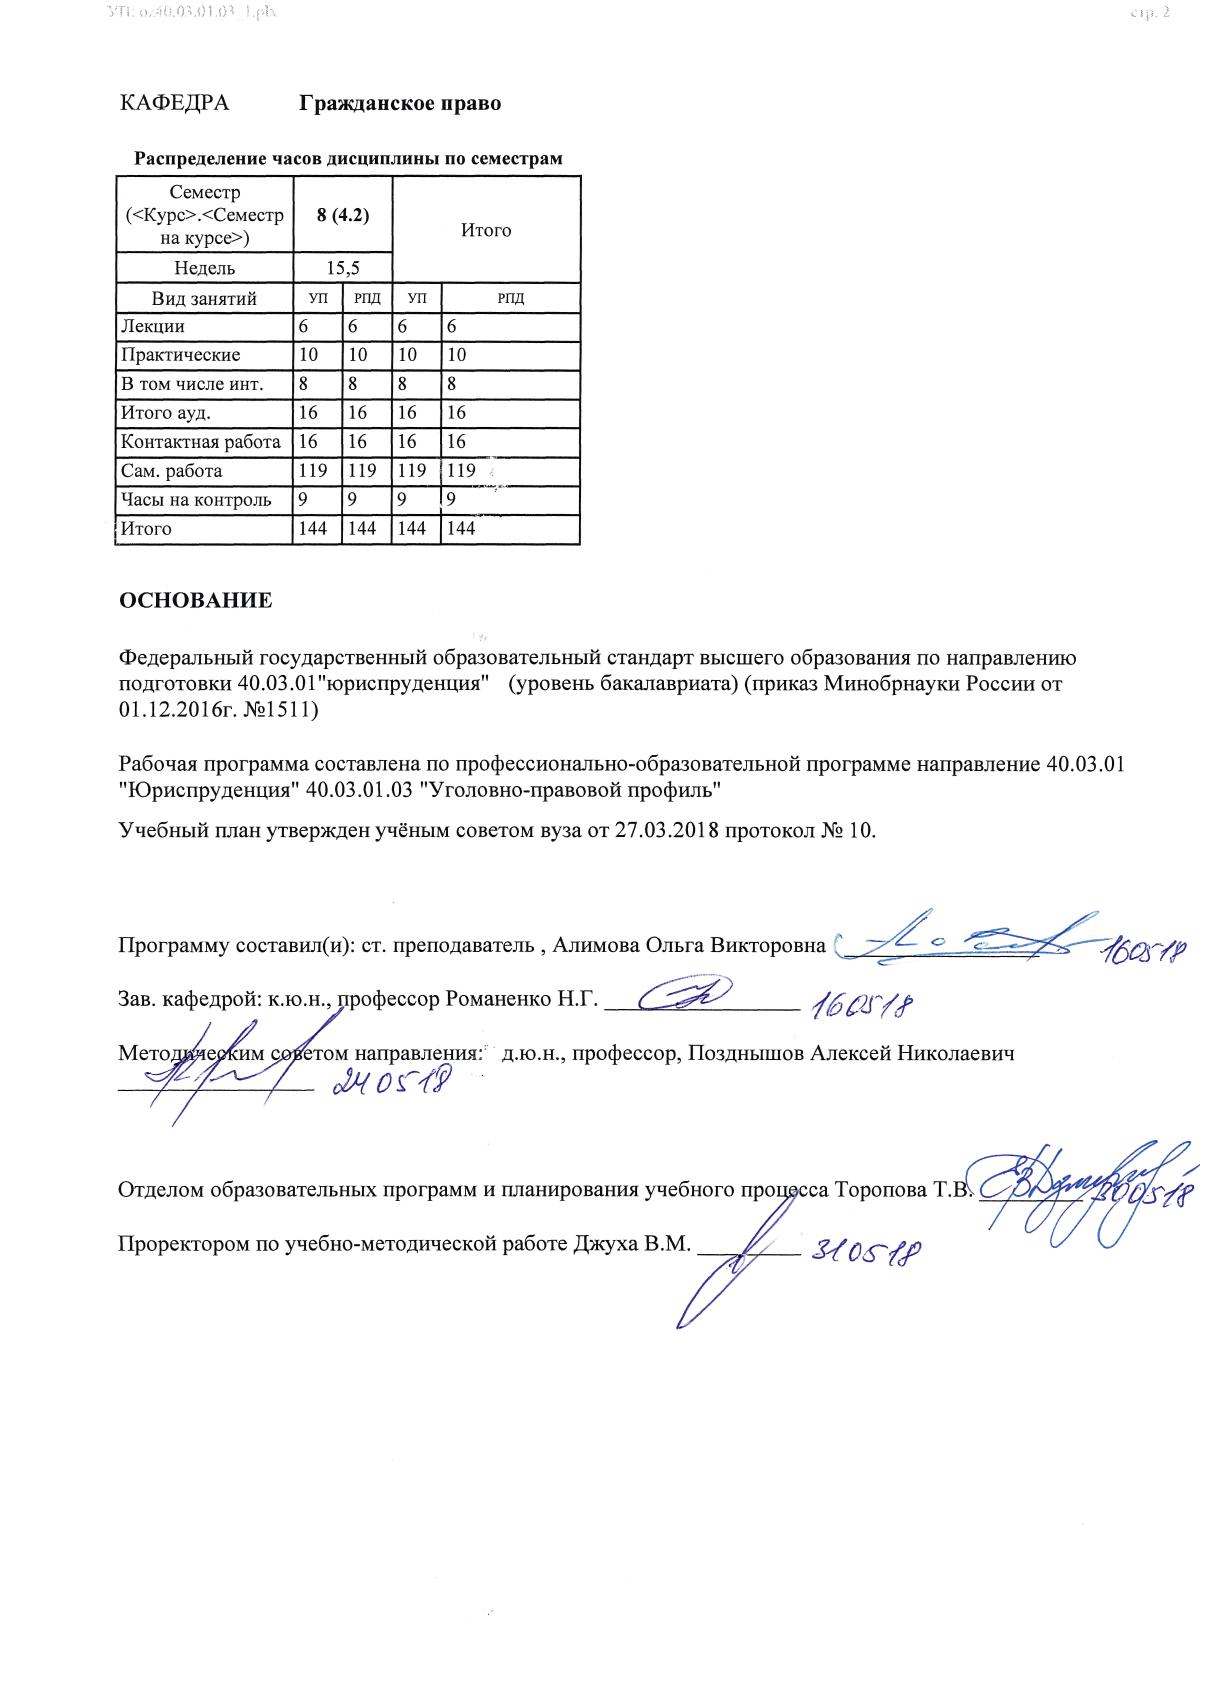 УП: о.40.03.01.03_1.plx
стр. 2
КАФЕДРА Гражданское право
Распределение часов дисциплины по семестрам
Семестр (<Курс>.<Семестр на курсе>) 8 (4.2) Итого
Недель 15,5
Вид занятий УП РПД УП РПД
Лекции 6 6 6 6
Практические 10 10 10 10
В том числе инт. 8 8 8 8
Итого ауд. 16 16 16 16
Контактная работа 16 16 16 16
Сам. работа 119 119 119 119
Часы на контроль 9 9 9 9
Итого 144 144 144 144
ОСНОВАНИЕ
Федеральный государственный образовательный стандарт высшего образования по направлению
подготовки 40.03.01"юриспруденция" (уровень бакалавриата) (приказ Минобрнауки России от
01.12.2016г. №1511)
Рабочая программа составлена по профессионально-образовательной программе направление 40.03.01
"Юриспруденция" 40.03.01.03 "Уголовно-правовой профиль"
Учебный план утвержден учёным советом вуза от 27.03.2018 протокол № 10.
Программу составил(и): ст. преподаватель , Алимова Ольга Викторовна 160518
Зав. кафедрой: к.ю.н., профессор Романенко Н.Г. 160518
Методическим советом направления: д.ю.н., профессор, Позднышов Алексей Николаевич
240518
Отделом образовательных программ и планирования учебного процесса Торопова Т.В. 300518
Проректором по учебно-методической работе Джуха В.М. 310518